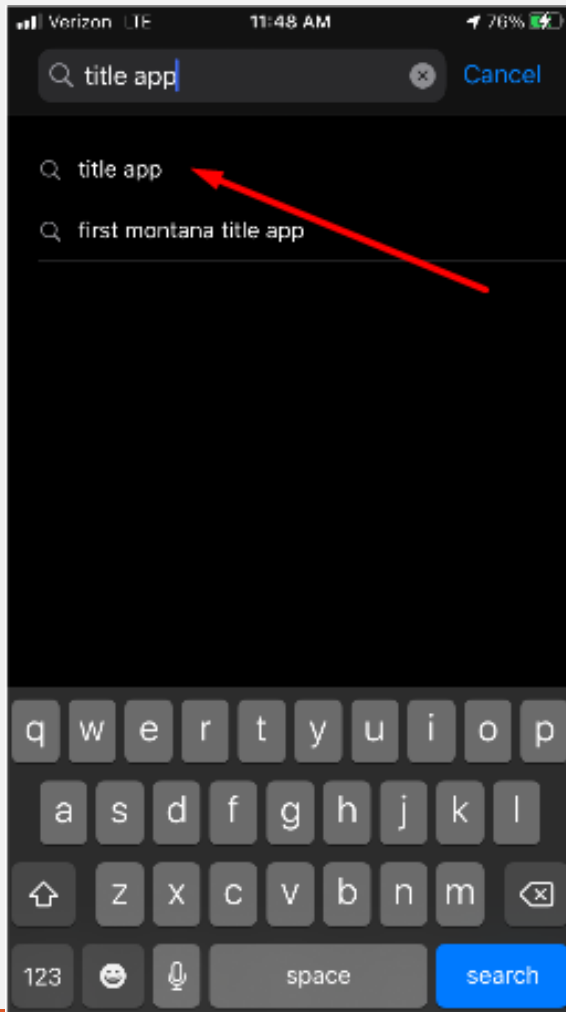 Verizon LTE 11:48 AM 76%
title app Cancel
title app
first montana title app
q w e r t y u i o p
a s d f g h j k l
z x c v b n m
123 space search